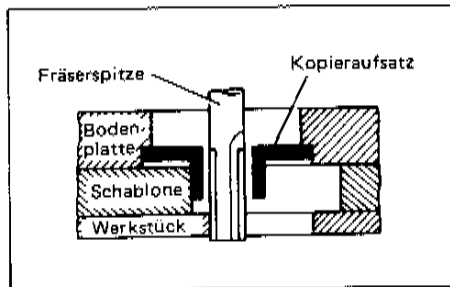 Fräserspitze
Kopieraufsatz
Boden-
platte
Schablone
Werkstück